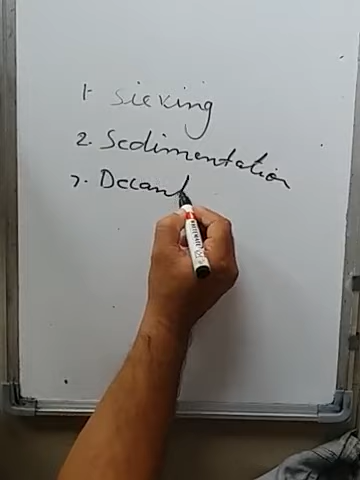 1- sieving
2. Sedimentation
3. Decant